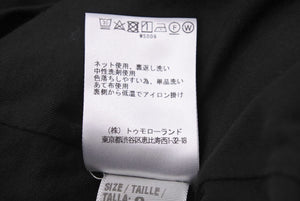 WS006
ネット使用、裏返し洗い
中性洗剤使用
色落ちしやすい為、単品洗い
あて布使用
裏側から低温でアイロン掛け
(株) トゥモローランド
東京都渋谷区恵比寿西1-32-18
SIZE / TAILLE /
TALLA